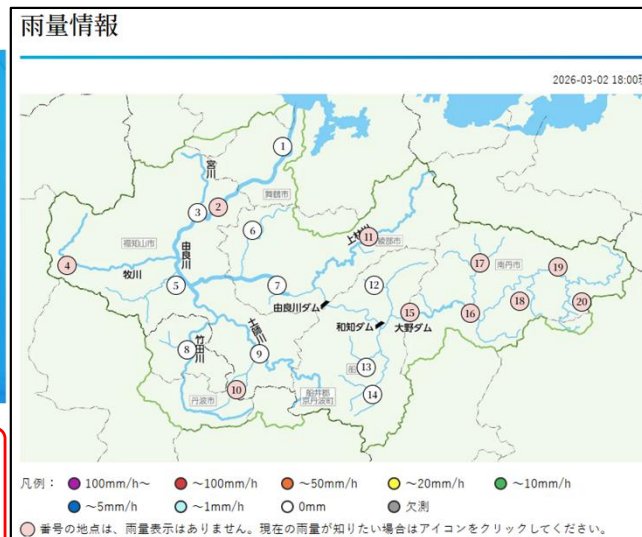 雨量情報
2026-03-02 18:00
1
宮川
舞鶴市
2
3
6
11
綾部市
福知山市
17
19
南丹市
4
由良川
牧川
5
7
12
由良川ダム
15
16
18
20
和知ダム
大野ダム
竹田川
土師川
8
9
13
10
14
丹波市
船井郡
京丹波町
凡例：
100mm/h～
～100mm/h
～50mm/h
～20mm/h
～10mm/h
～5mm/h
～1mm/h
0mm
欠測
番号の地点は、雨量表示はありません。現在の雨量が知りたい場合はアイコンをクリックしてください。